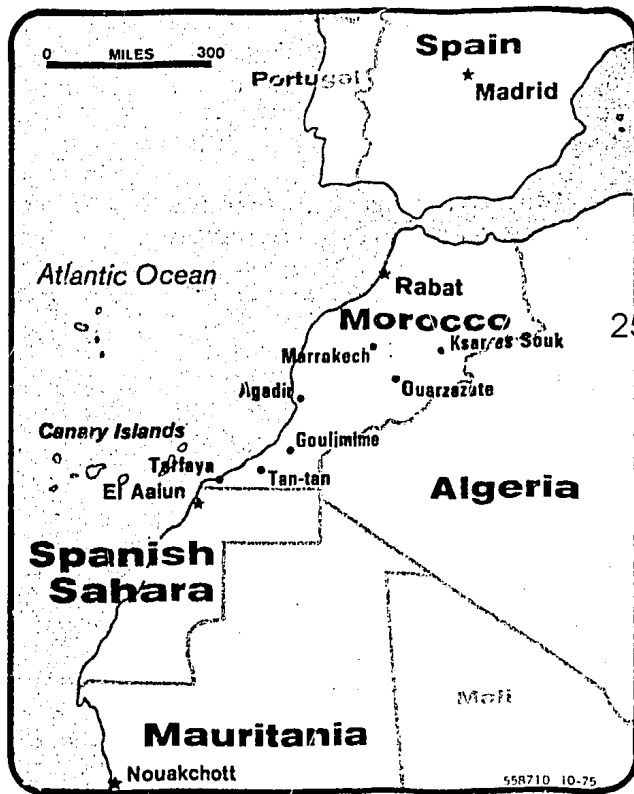 0 MILES 300
Spain
Portugal
Madrid
Atlantic Ocean
Rabat
Morocco
25
Marrakech
Ksar es Souk
Agadir
Ouarzazate
Canary Islands
Goulimime
Tarfaya
Tan-tan
El Aaiun
Algeria
Spanish
Sahara
Mali
Mauritania
Nouakchott
558710 10-75